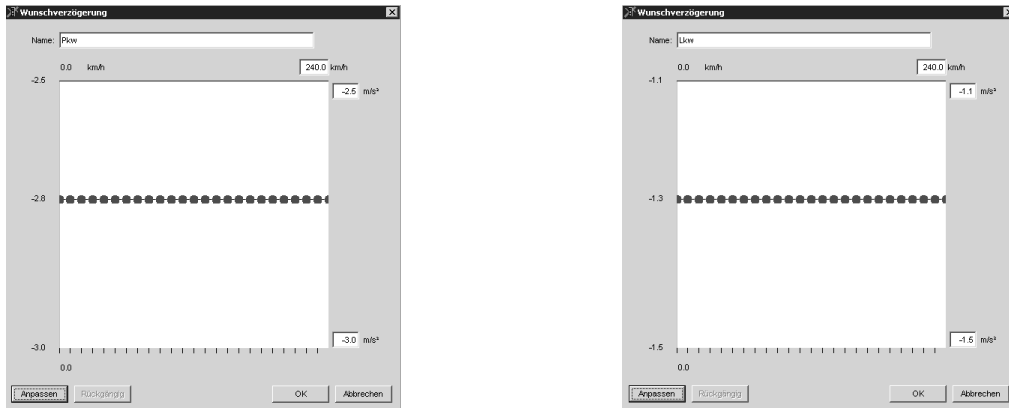 Wunschverzögerung
Name: Pkw
0.0 km/h 240.0 km/h
-2.5
-2.5 m/s²
-2.8
-3.0 m/s²
-3.0
0.0
Anpassen Rückgängig OK Abbrechen
Wunschverzögerung
Name: Lkw
0.0 km/h 240.0 km/h
-1.1
-1.1 m/s²
-1.3
-1.5 m/s²
-1.5
0.0
Anpassen Rückgängig OK Abbrechen